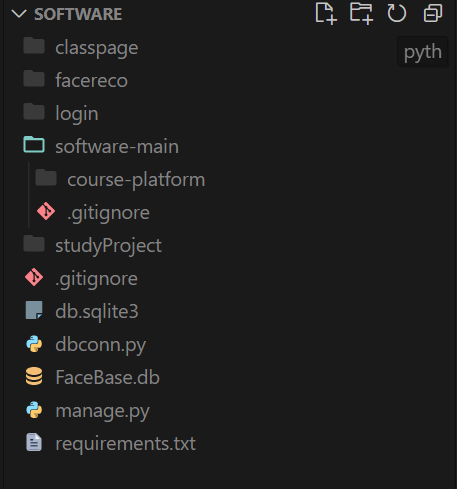 SOFTWARE
classpage
pyth
facereco
login
software-main
course-platform
.gitignore
studyProject
.gitignore
db.sqlite3
dbconn.py
FaceBase.db
manage.py
requirements.txt